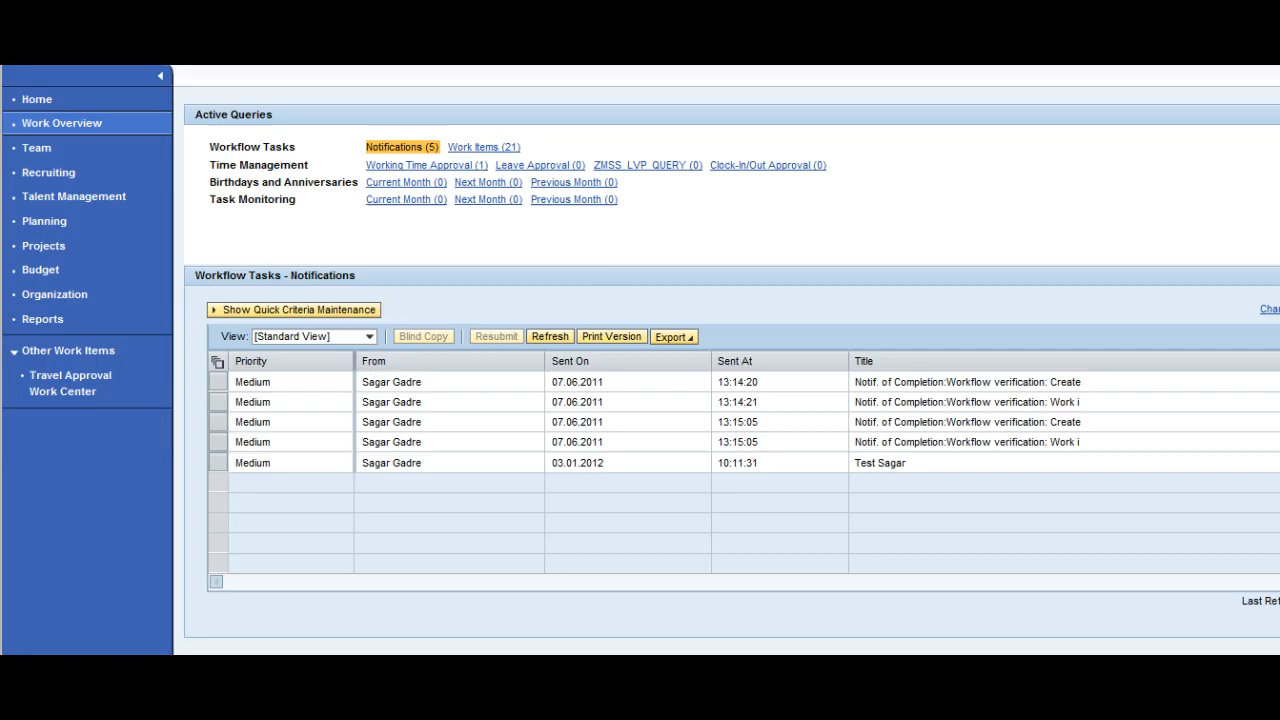 Home
Work Overview
Team
Recruiting
Talent Management
Planning
Projects
Budget
Organization
Reports
Other Work Items
Travel Approval
Work Center
Active Queries
Workflow Tasks Notifications (5) Work Items (21)
Time Management Working Time Approval (1) Leave Approval (0) ZMSS_LVP_QUERY (0) Clock-In/Out Approval (0)
Birthdays and Anniversaries Current Month (0) Next Month (0) Previous Month (0)
Task Monitoring Current Month (0) Next Month (0) Previous Month (0)
Workflow Tasks - Notifications
Show Quick Criteria Maintenance
View: [Standard View] Blind Copy Resubmit Refresh Print Version Export
Priority From Sent On Sent At Title
Medium Sagar Gadre 07.06.2011 13:14:20 Notif. of Completion:Workflow verification: Create
Medium Sagar Gadre 07.06.2011 13:14:21 Notif. of Completion:Workflow verification: Work i
Medium Sagar Gadre 07.06.2011 13:15:05 Notif. of Completion:Workflow verification: Create
Medium Sagar Gadre 07.06.2011 13:15:05 Notif. of Completion:Workflow verification: Work i
Medium Sagar Gadre 03.01.2012 10:11:31 Test Sagar
Last